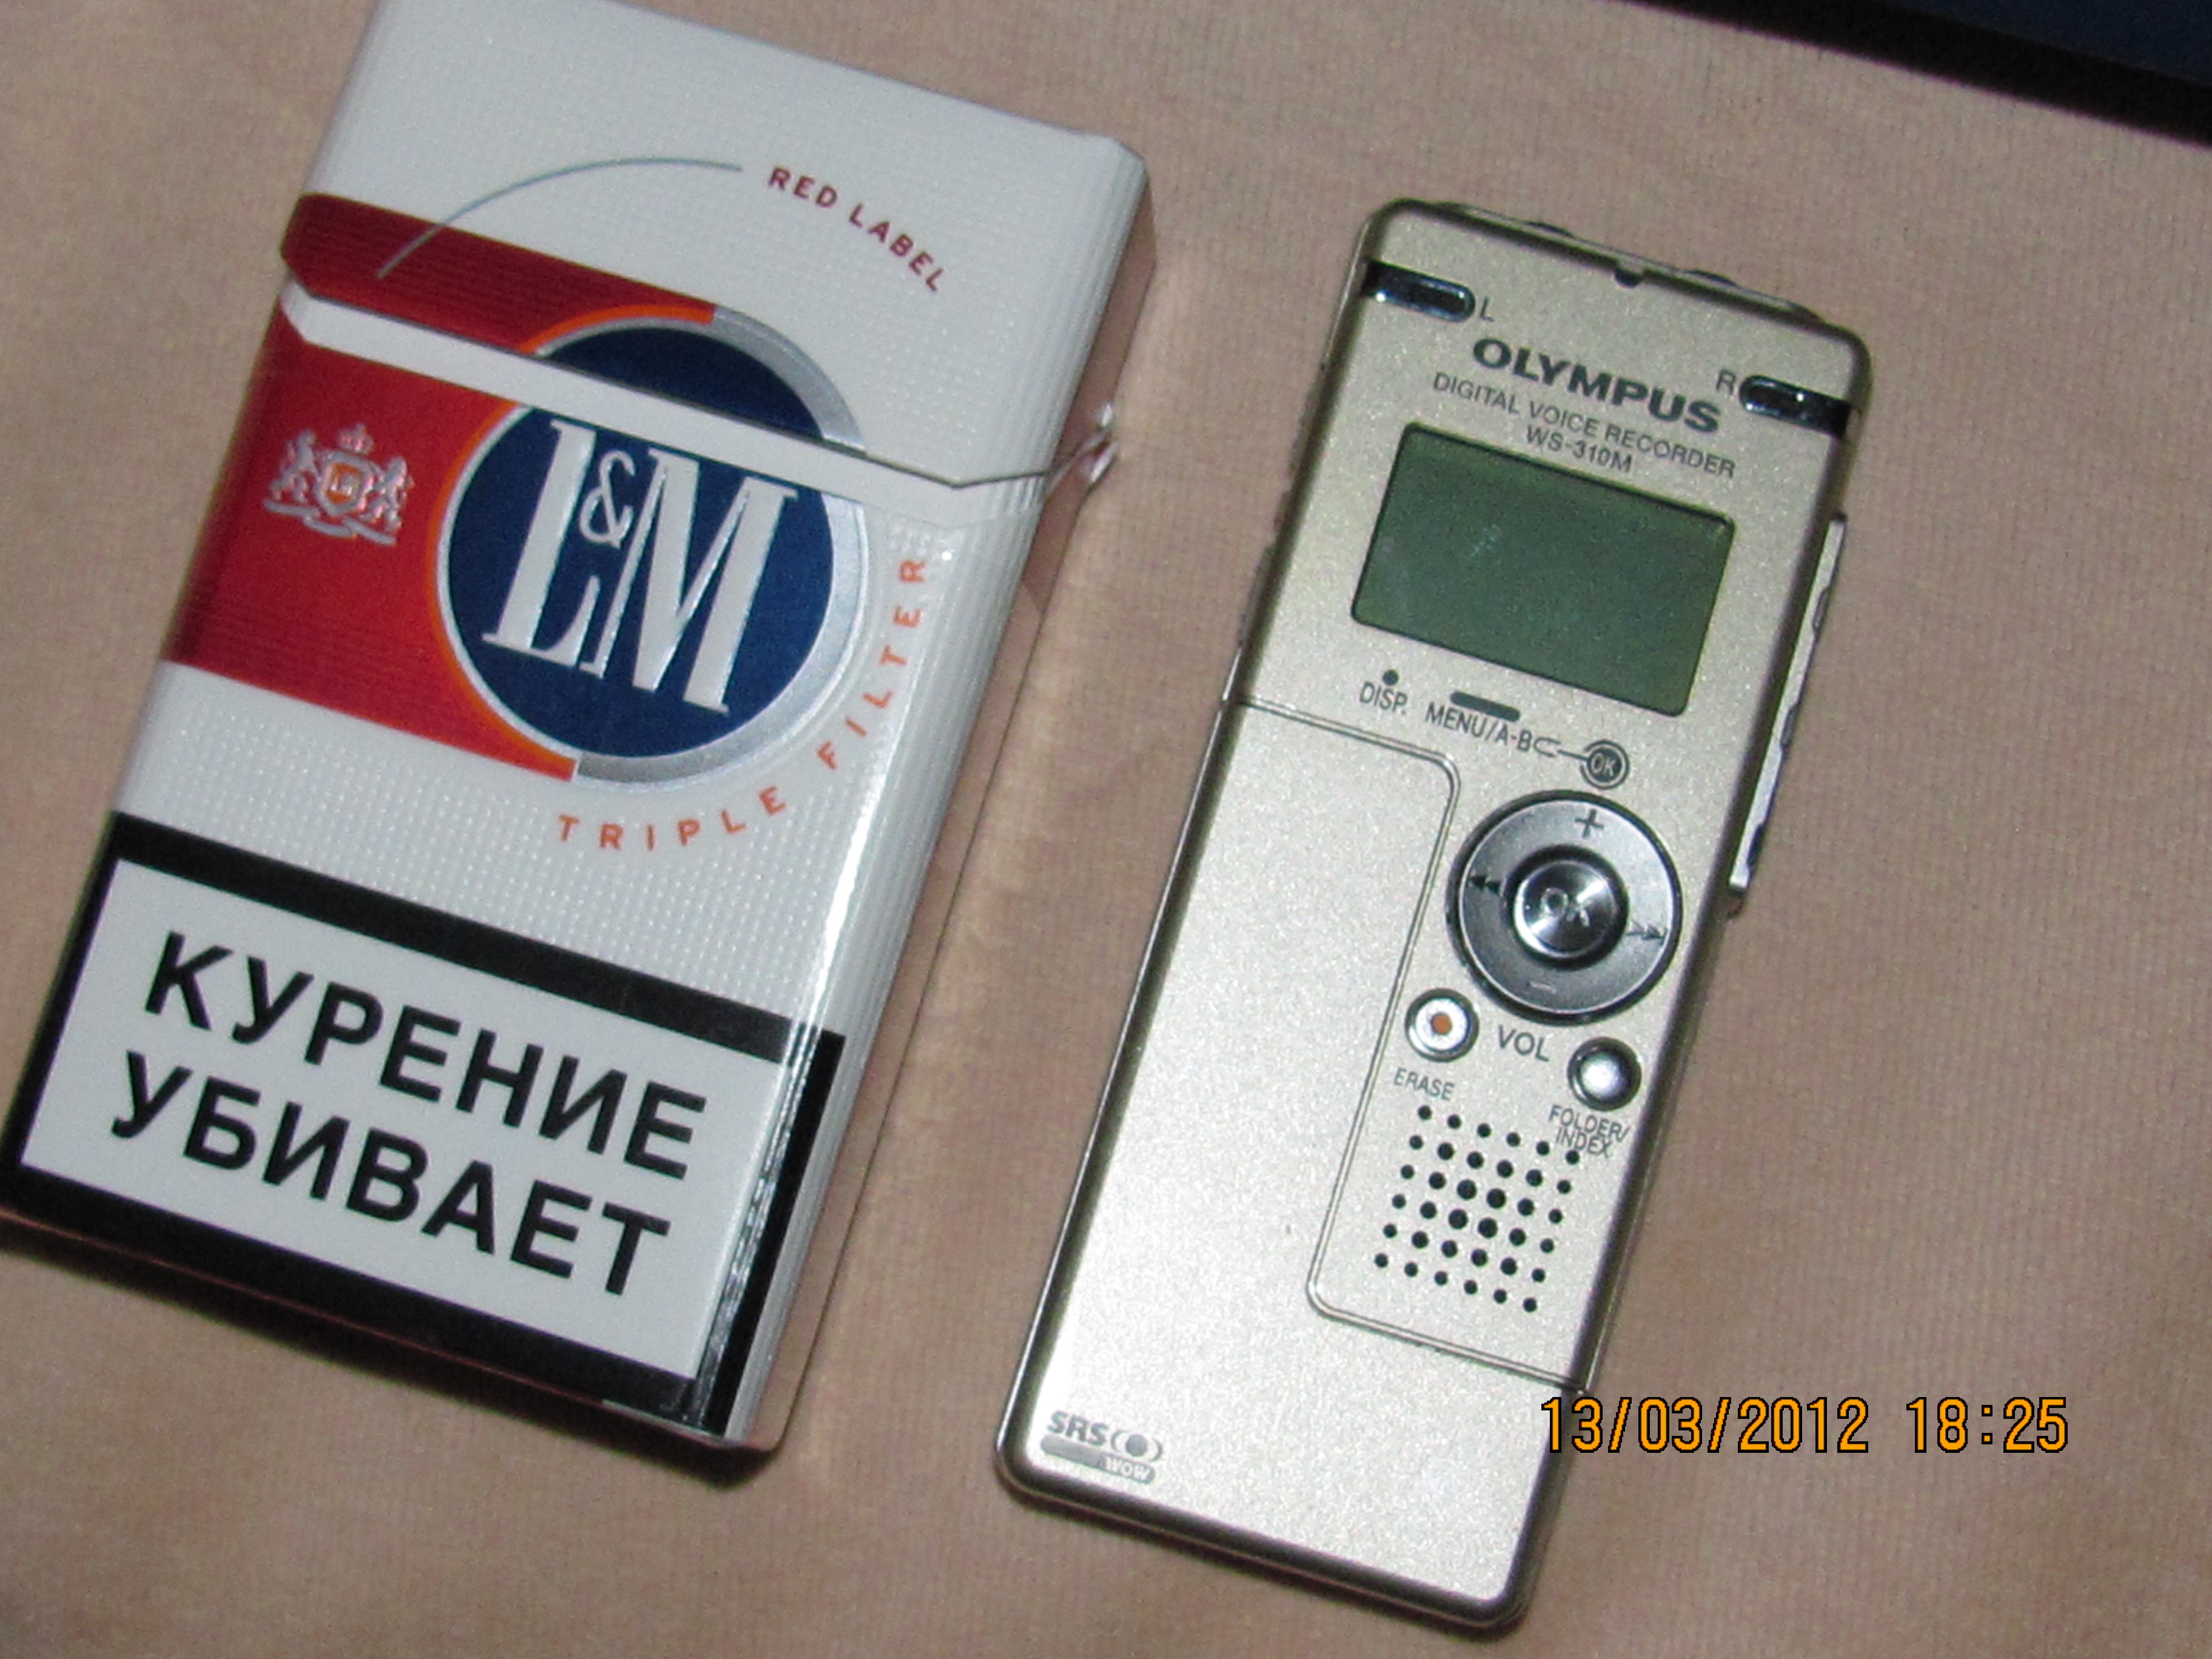 RED LABEL
L&M
TRIPLE FILTER
КУРЕНИЕ
УБИВАЕТ
L
R
OLYMPUS
DIGITAL VOICE RECORDER
WS-310M
DISP. MENU/A-B OK
+
OK
−
VOL
ERASE
FOLDER/
INDEX
SRS
WOW
13/03/2012 18:25